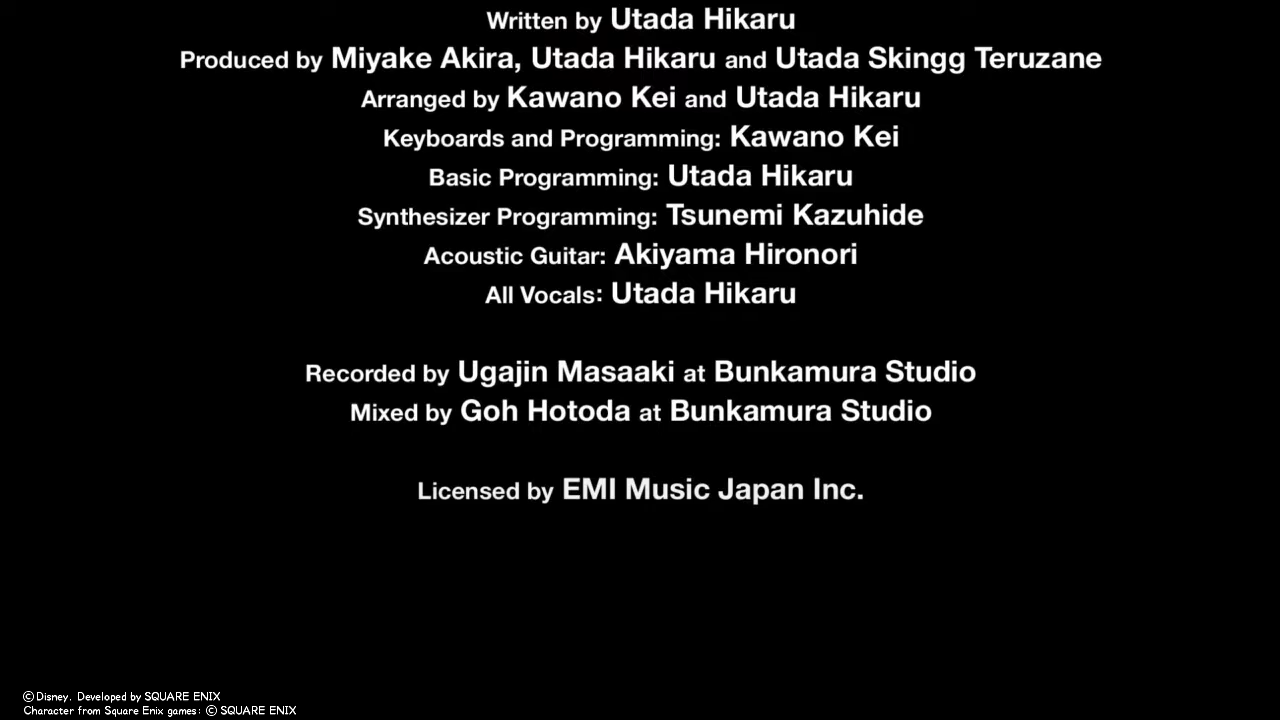 Written by Utada Hikaru
Produced by Miyake Akira, Utada Hikaru and Utada Skingg Teruzane
Arranged by Kawano Kei and Utada Hikaru
Keyboards and Programming: Kawano Kei
Basic Programming: Utada Hikaru
Synthesizer Programming: Tsunemi Kazuhide
Acoustic Guitar: Akiyama Hironori
All Vocals: Utada Hikaru
Recorded by Ugajin Masaaki at Bunkamura Studio
Mixed by Goh Hotoda at Bunkamura Studio
Licensed by EMI Music Japan Inc.
©Disney. Developed by SQUARE ENIX
Character from Square Enix games: © SQUARE ENIX